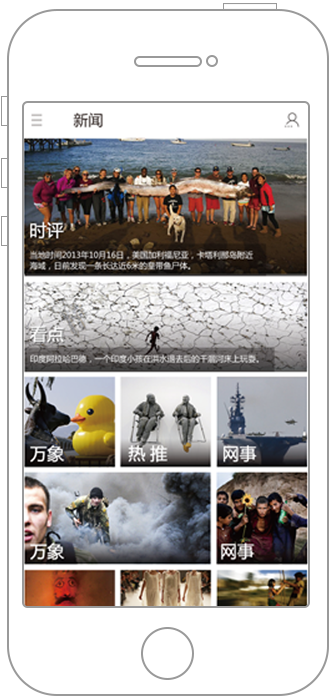 新闻
时评
当地时间2013年10月16日，美国加利福尼亚，卡塔利那岛附近
海域，日前发现一条长达近6米的皇带鱼尸体。
看点
印度阿拉哈巴德，一个印度小孩在洪水退去后的干涸河床上玩耍。
万象
热推
网事
万象
网事